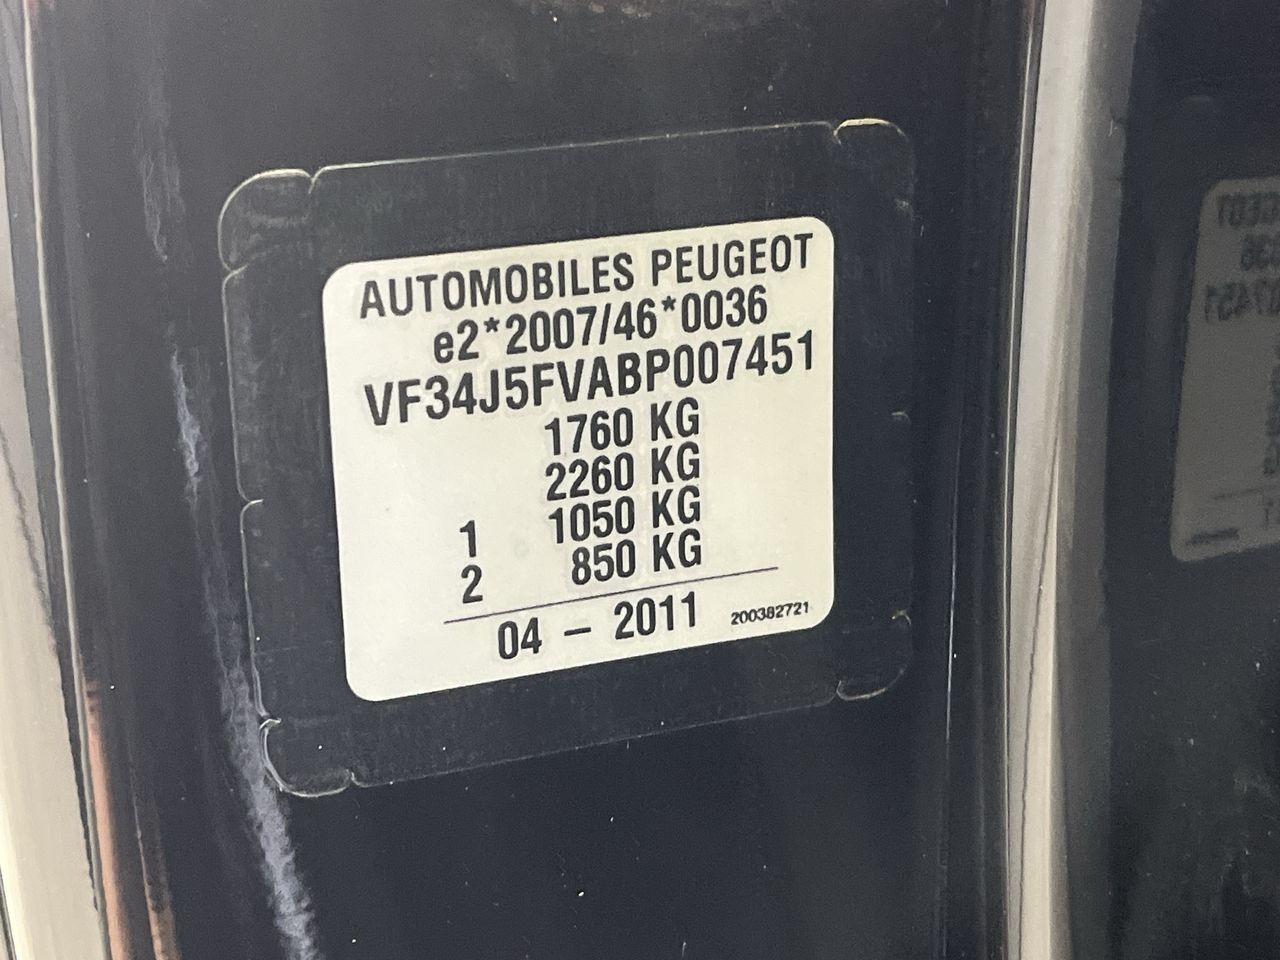 AUTOMOBILES PEUGEOT
e2*2007/46*0036
VF34J5FVABP007451
1760 KG
2260 KG
1 1050 KG
2 850 KG
04 – 2011 200382721